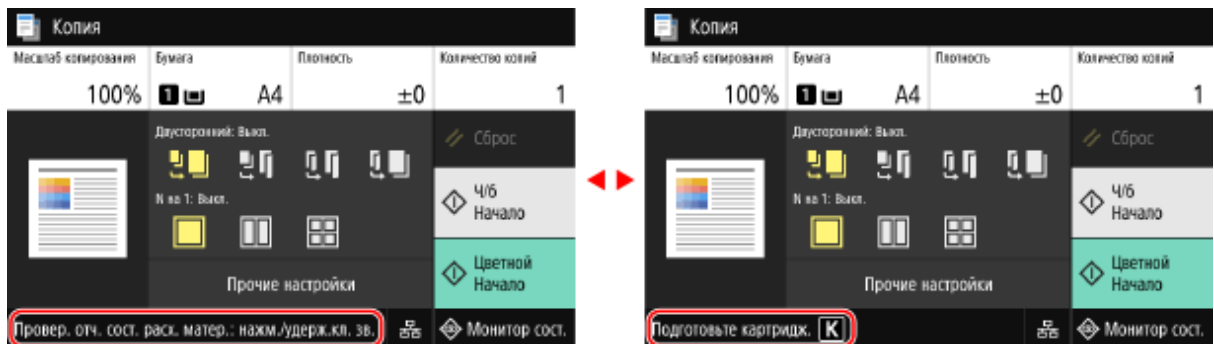 Копия
Масштаб копирования Бумага Плотность Количество копий
100% 1 A4 ±0 1
Двусторонний: Выкл.
Сброс
N на 1: Выкл.
Ч/б
Начало
Цветной
Начало
Прочие настройки
Провер. отч. сост. расх. матер.: нажм./удерж.кл. зв.
Монитор сост.
Копия
Масштаб копирования Бумага Плотность Количество копий
100% 1 A4 ±0 1
Двусторонний: Выкл.
Сброс
N на 1: Выкл.
Ч/б
Начало
Цветной
Начало
Прочие настройки
Подготовьте картридж. K
Монитор сост.